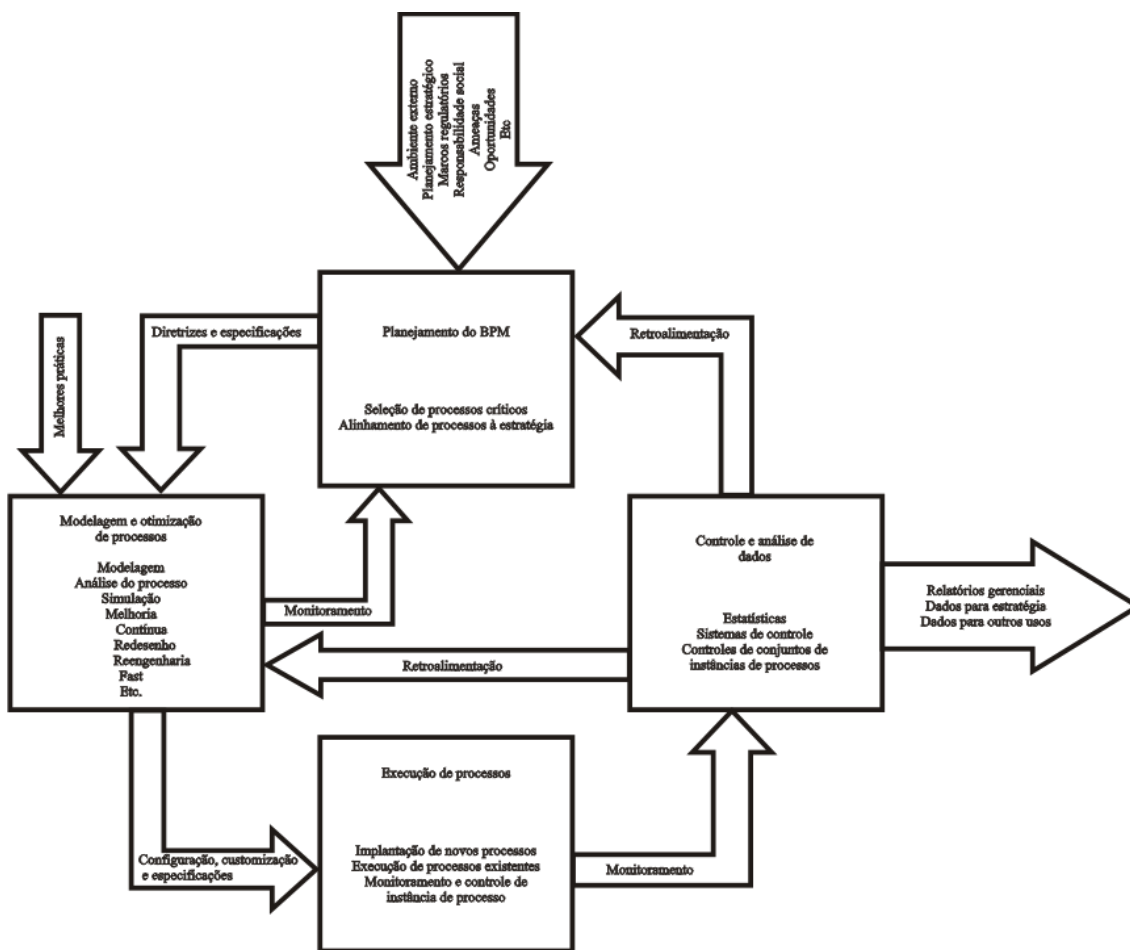 Ambiente externo
Planejamento estratégico
Marcos regulatórios
Responsabilidade social
Ameaças
Oportunidades
Etc
Diretrizes e especificações
Planejamento do BPM
Seleção de processos críticos
Alinhamento de processos à estratégia
Retroalimentação
Melhores práticas
Modelagem e otimização
de processos
Modelagem
Análise do processo
Simulação
Melhoria
Contínua
Redesenho
Reengenharia
Fast
Etc.
Monitoramento
Retroalimentação
Controle e análise de
dados
Estatísticas
Sistemas de controle
Controles de conjuntos de
instâncias de processos
Relatórios gerenciais
Dados para estratégia
Dados para outros usos
Configuração, customização
e especificações
Execução de processos
Implantação de novos processos
Execução de processos existentes
Monitoramento e controle de
instância de processo
Monitoramento